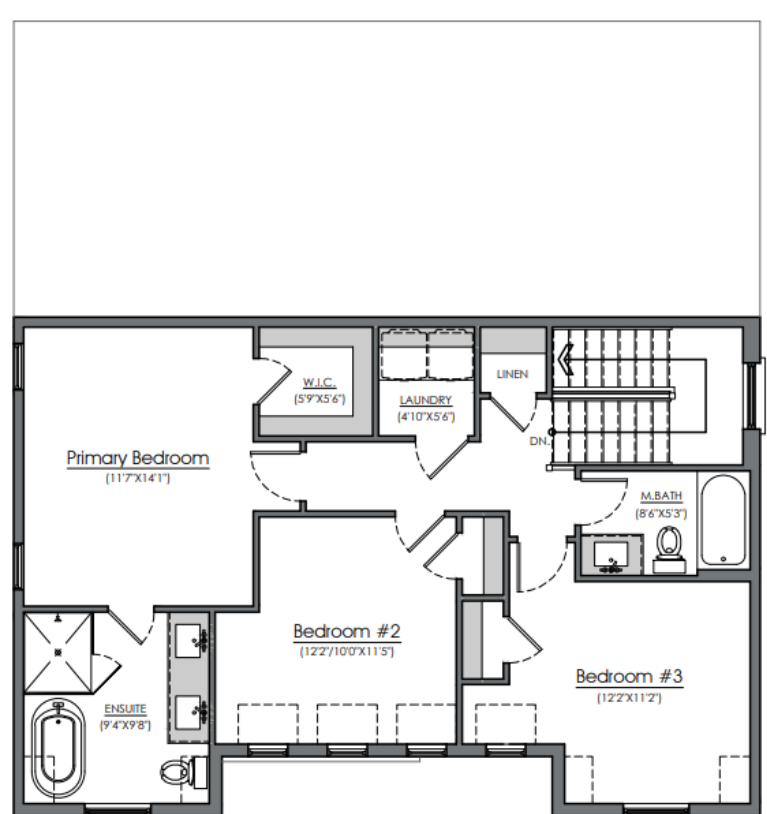 W.I.C.
(5'9"X5'6")
LAUNDRY
(4'10"X5'6")
LINEN
DN.
Primary Bedroom
(11'7"X14'1")
M.BATH
(8'6"X5'3")
Bedroom #2
(12'2"/10'0"X11'5")
Bedroom #3
(12'2"X11'2")
ENSUITE
(9'4"X9'8")